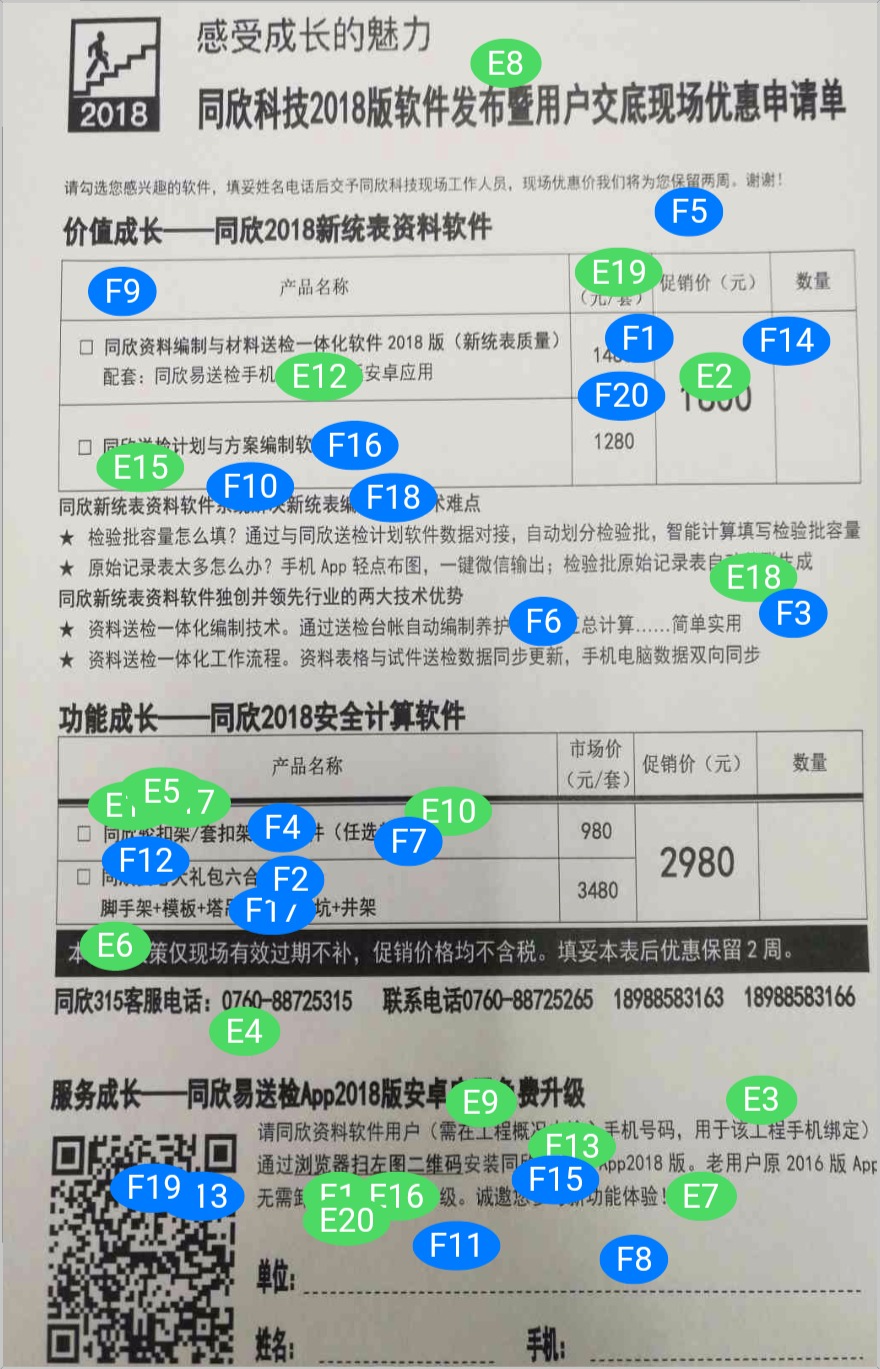 感受成长的魅力
2018
同欣科技2018版软件发布暨用户交底现场优惠申请单
请勾选您感兴趣的软件，填妥姓名电话后交予同欣科技现场工作人员，现场优惠价我们将为您保留两周。谢谢！
价值成长——同欣2018新统表资料软件
产品名称 （元/套） 促销价（元） 数量
□ 同欣资料编制与材料送检一体化软件 2018 版（新统表质量）
配套：同欣易送检手机 安卓应用
□ 同欣送检计划与方案编制软 1280
同欣新统表资料软件 新统表编 术难点
★ 检验批容量怎么填？通过与同欣送检计划软件数据对接，自动划分检验批，智能计算填写检验批容量
★ 原始记录表太多怎么办？手机 App 轻点布图，一键微信输出；检验批原始记录表自 生成
同欣新统表资料软件独创并领先行业的两大技术优势
★ 资料送检一体化编制技术。通过送检台帐自动编制养护 汇总计算……简单实用
★ 资料送检一体化工作流程。资料表格与试件送检数据同步更新，手机电脑数据双向同步
功能成长——同欣2018安全计算软件
产品名称 市场价（元/套） 促销价（元） 数量
□ 同欣轮扣架/套扣架 件（任选 980
2980
□ 同 大礼包六合 3480
脚手架+模板+塔 坑+井架
本 策仅现场有效过期不补，促销价格均不含税。填妥本表后优惠保留 2 周。
同欣315客服电话：0760-88725315 联系电话0760-88725265 18988583163 18988583166
服务成长——同欣易送检App2018版安卓 免费升级
请同欣资料软件用户（需在工程概况 手机号码，用于该工程手机绑定）
通过浏览器扫左图二维码安装同 App2018 版。老用户原 2016 版 App
无需卸 级。诚邀您 新功能体验！
单位：
姓名： 手机：
E8
F5
E19
F9
F1
F14
E12
E2
F20
F16
E15
F10
F18
E18
F3
F6
E5
E10
F4
F7
F12
F2
F17
E6
E4
E9
E3
E13
F15
F19
13
E16
E7
E20
F11
F8